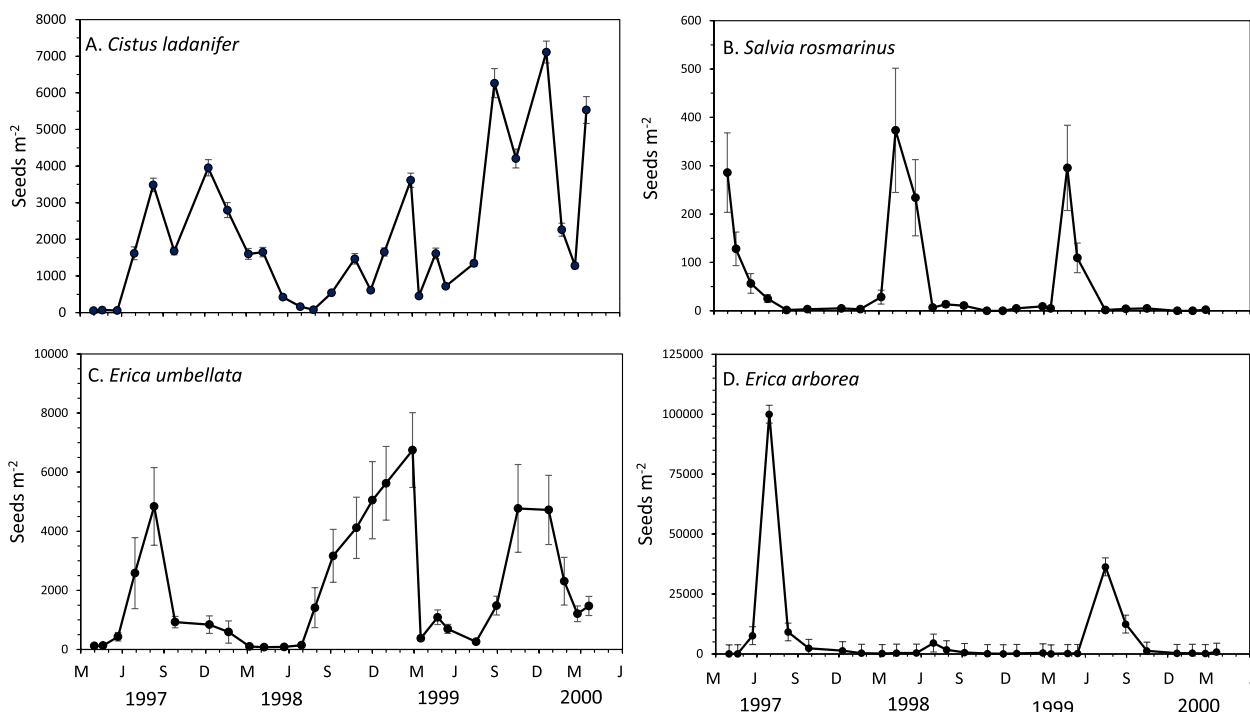 A. Cistus ladanifer
8000
7000
6000
5000
4000
3000
2000
1000
0
Seeds m-2
B. Salvia rosmarinus
600
500
400
300
200
100
0
Seeds m-2
C. Erica umbellata
10000
8000
6000
4000
2000
0
Seeds m-2
M J S D M J S D M J S D M J
1997 1998 1999 2000
D. Erica arborea
125000
100000
75000
50000
25000
0
Seeds m-2
M J S D M J S D M J S D M
1997 1998 1999 2000